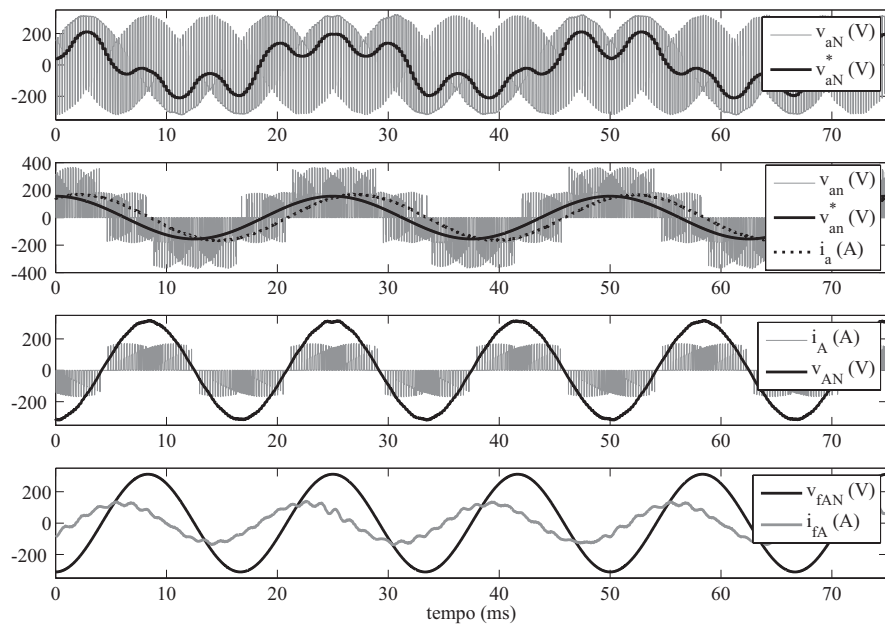 200
0
-200
0 10 20 30 40 50 60 70
v_aN (V)
v*_aN (V)
400
200
0
-200
-400
0 10 20 30 40 50 60 70
v_an (V)
v*_an (V)
i_a (A)
200
0
-200
0 10 20 30 40 50 60 70
i_A (A)
v_AN (V)
200
0
-200
0 10 20 30 40 50 60 70
v_fAN (V)
i_fA (A)
tempo (ms)